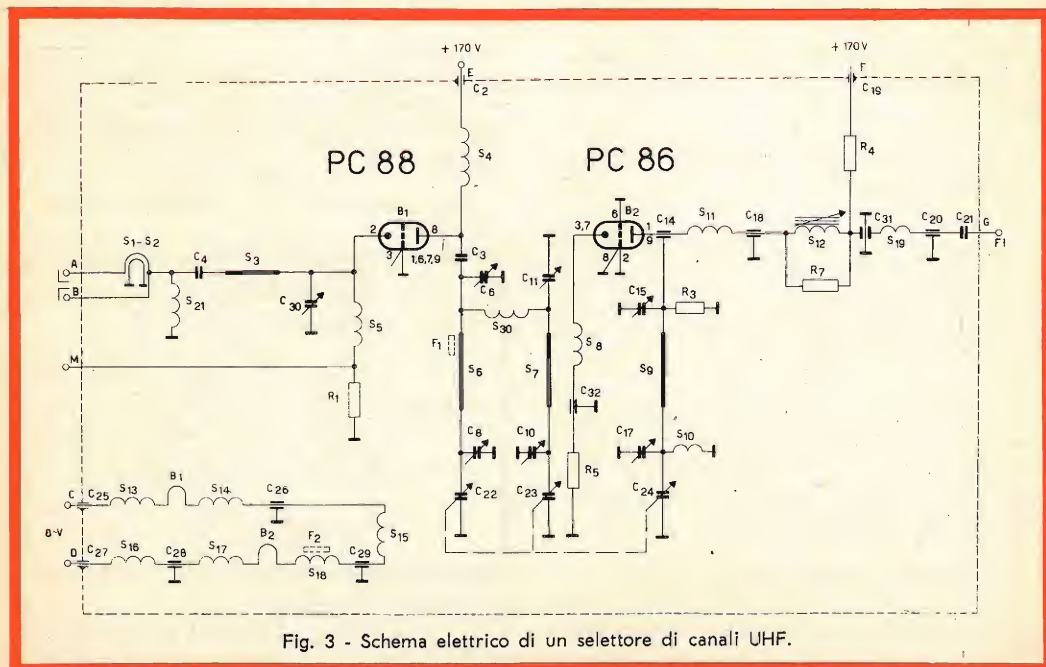 + 170 V
+ 170 V
E
C2
F
C19
PC 88
PC 86
S4
R4
B1
2
8
3
1,6,7,9
6
B2
3,7
1
9
8
2
C14
S11
C18
S12
C31
S19
C20
C21
G
FI
R7
S1-S2
A
B
C4
S3
S21
C30
S5
M
R1
C3
C6
C11
S30
F1
S6
S7
S8
C15
R3
S9
C32
C8
C10
C17
S10
R5
C22
C23
C24
C
C25
S13
B1
S14
C26
S15
8~V
D
C27
S16
C28
S17
B2
F2
S18
C29
Fig. 3 - Schema elettrico di un selettore di canali UHF.